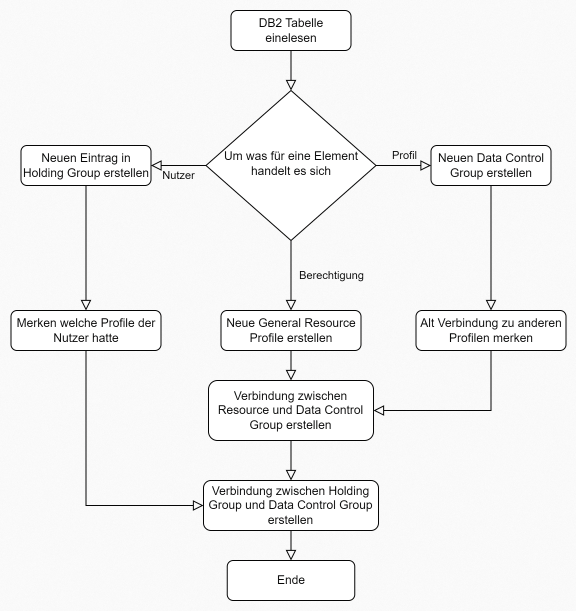 DB2 Tabelle
einelesen
Um was für eine Element
handelt es sich
Neuen Eintrag in
Holding Group erstellen
Nutzer
Profil
Neuen Data Control
Group erstellen
Berechtigung
Merken welche Profile der
Nutzer hatte
Neue General Resource
Profile erstellen
Alt Verbindung zu anderen
Profilen merken
Verbindung zwischen
Resource und Data Control
Group erstellen
Verbindung zwischen Holding
Group und Data Control Group
erstellen
Ende